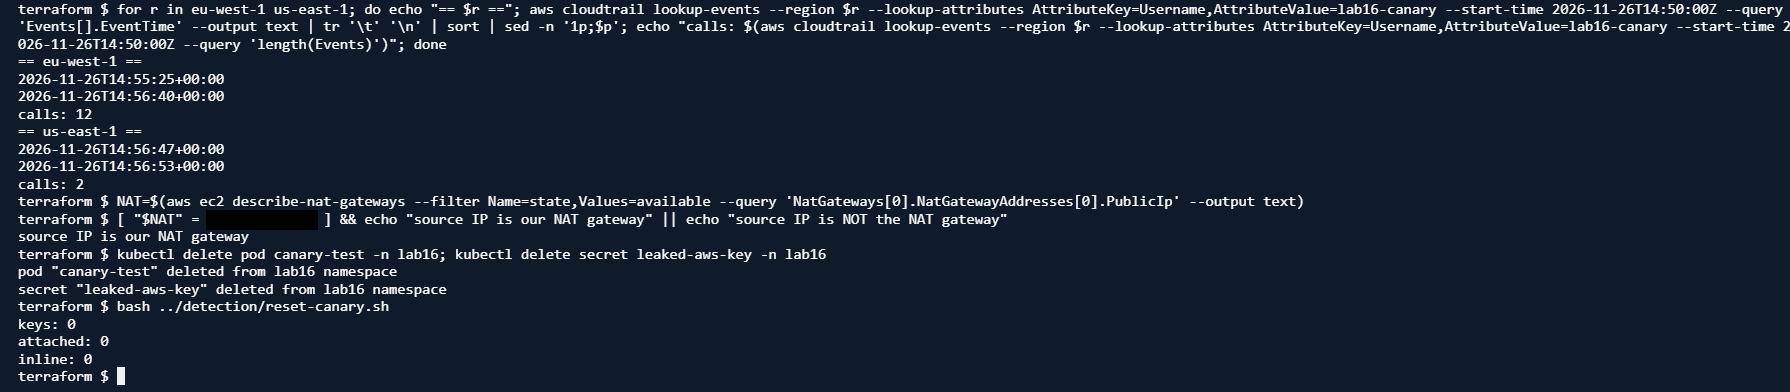 terraform $ for r in eu-west-1 us-east-1; do echo "== $r =="; aws cloudtrail lookup-events --region $r --lookup-attributes AttributeKey=Username,AttributeValue=lab16-canary --start-time 2026-11-26T14:50:00Z --query
'Events[].EventTime' --output text | tr '\t' '\n' | sort | sed -n '1p;$p'; echo "calls: $(aws cloudtrail lookup-events --region $r --lookup-attributes AttributeKey=Username,AttributeValue=lab16-canary --start-time 2
026-11-26T14:50:00Z --query 'length(Events)')"; done
== eu-west-1 ==
2026-11-26T14:55:25+00:00
2026-11-26T14:56:40+00:00
calls: 12
== us-east-1 ==
2026-11-26T14:56:47+00:00
2026-11-26T14:56:53+00:00
calls: 2
terraform $ NAT=$(aws ec2 describe-nat-gateways --filter Name=state,Values=available --query 'NatGateways[0].NatGatewayAddresses[0].PublicIp' --output text)
terraform $ [ "$NAT" = ] && echo "source IP is our NAT gateway" || echo "source IP is NOT the NAT gateway"
source IP is our NAT gateway
terraform $ kubectl delete pod canary-test -n lab16; kubectl delete secret leaked-aws-key -n lab16
pod "canary-test" deleted from lab16 namespace
secret "leaked-aws-key" deleted from lab16 namespace
terraform $ bash ../detection/reset-canary.sh
keys: 0
attached: 0
inline: 0
terraform $